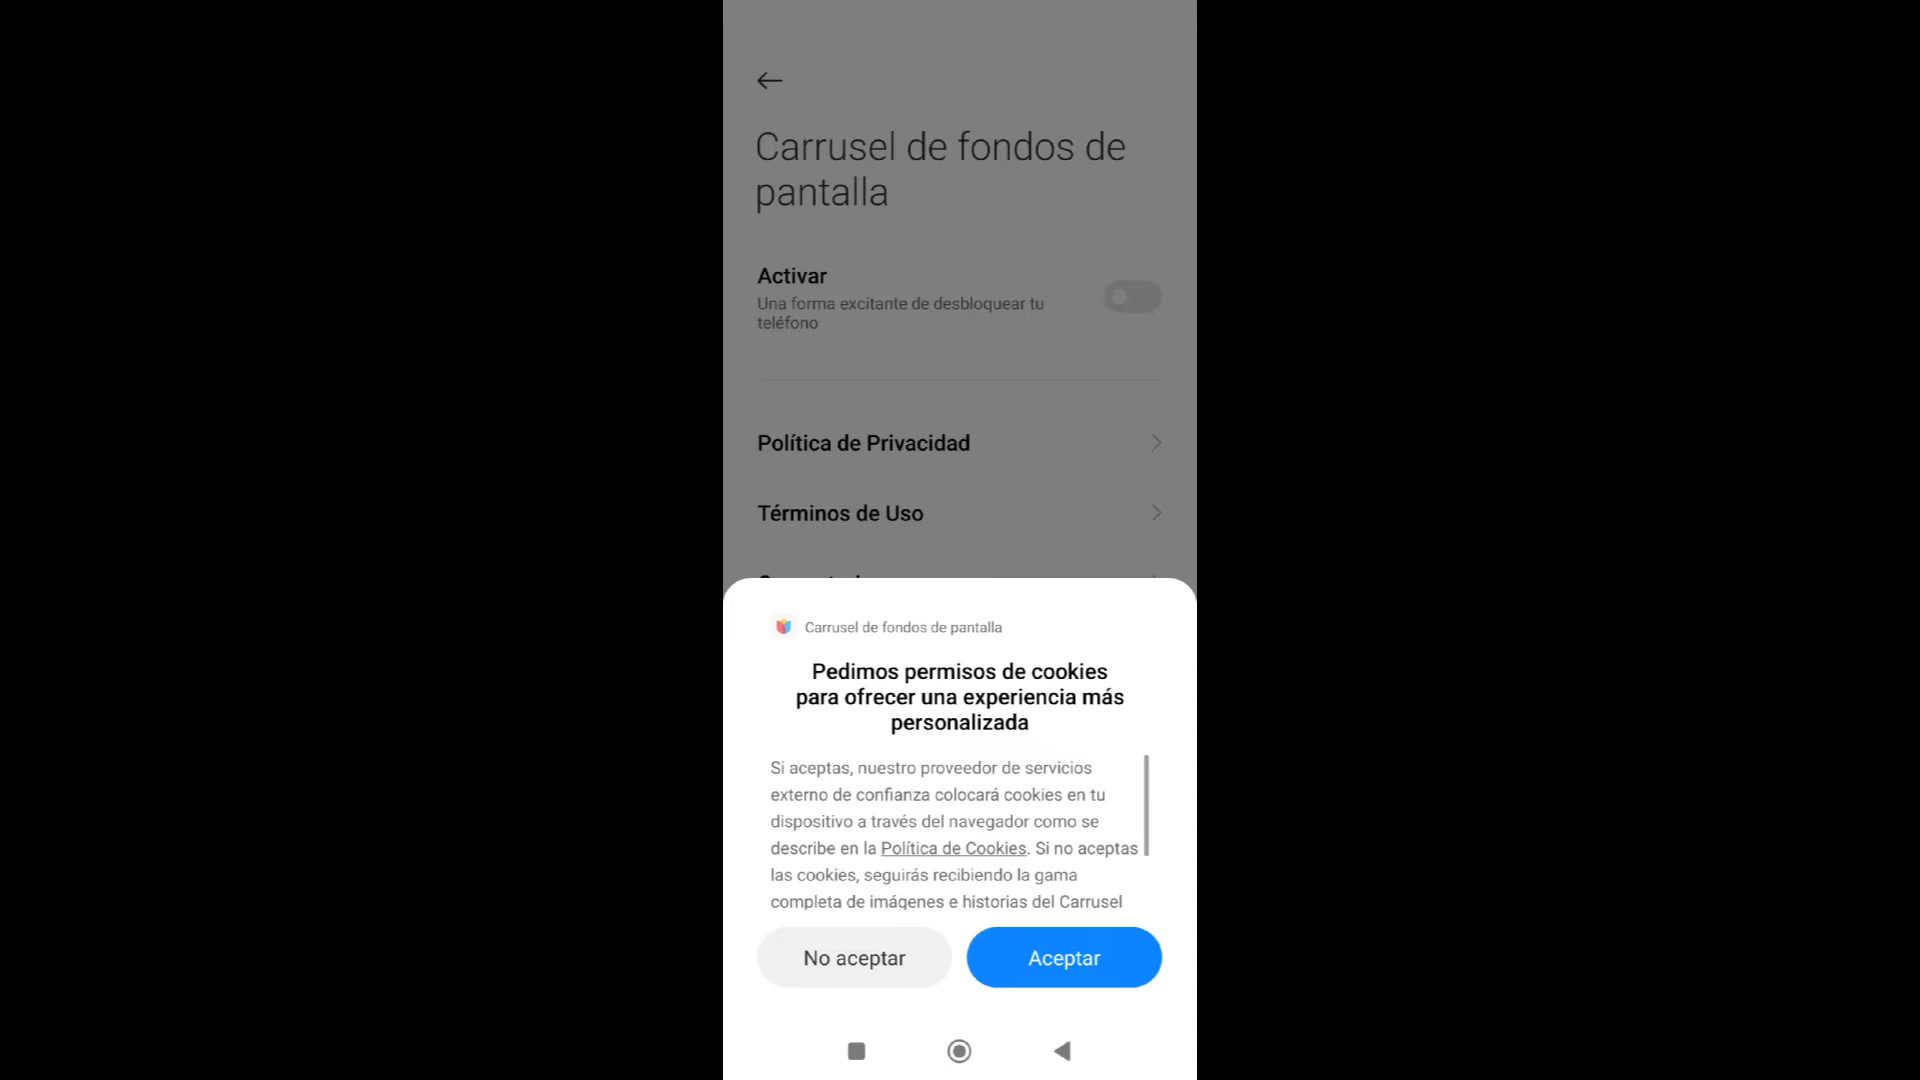 Carrusel de fondos de
pantalla
Activar
Una forma excitante de desbloquear tu
teléfono
Política de Privacidad
Términos de Uso
Carrusel de fondos de pantalla
Pedimos permisos de cookies
para ofrecer una experiencia más
personalizada
Si aceptas, nuestro proveedor de servicios
externo de confianza colocará cookies en tu
dispositivo a través del navegador como se
describe en la Política de Cookies. Si no aceptas
las cookies, seguirás recibiendo la gama
completa de imágenes e historias del Carrusel
No aceptar
Aceptar